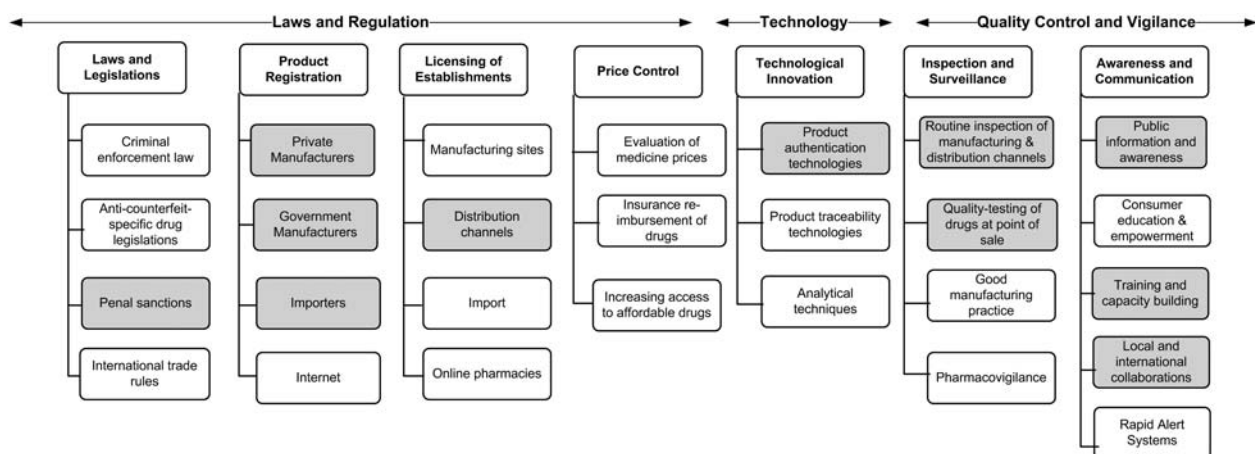 Laws and Regulation
Technology
Quality Control and Vigilance
Laws and
Legislations
Product
Registration
Licensing of
Establishments
Price Control
Technological
Innovation
Inspection and
Surveillance
Awareness and
Communication
Criminal
enforcement law
Anti-counterfeit-
specific drug
legislations
Penal sanctions
International trade
rules
Private
Manufacturers
Government
Manufacturers
Importers
Internet
Manufacturing sites
Distribution
channels
Import
Online pharmacies
Evaluation of
medicine prices
Insurance re-
imbursement of
drugs
Increasing access
to affordable drugs
Product
authentication
technologies
Product traceability
technologies
Analytical
techniques
Routine inspection of
manufacturing &
distribution channels
Quality-testing of
drugs at point of
sale
Good
manufacturing
practice
Pharmacovigilance
Public
information and
awareness
Consumer
education &
empowerment
Training and
capacity building
Local and
international
collaborations
Rapid Alert
Systems